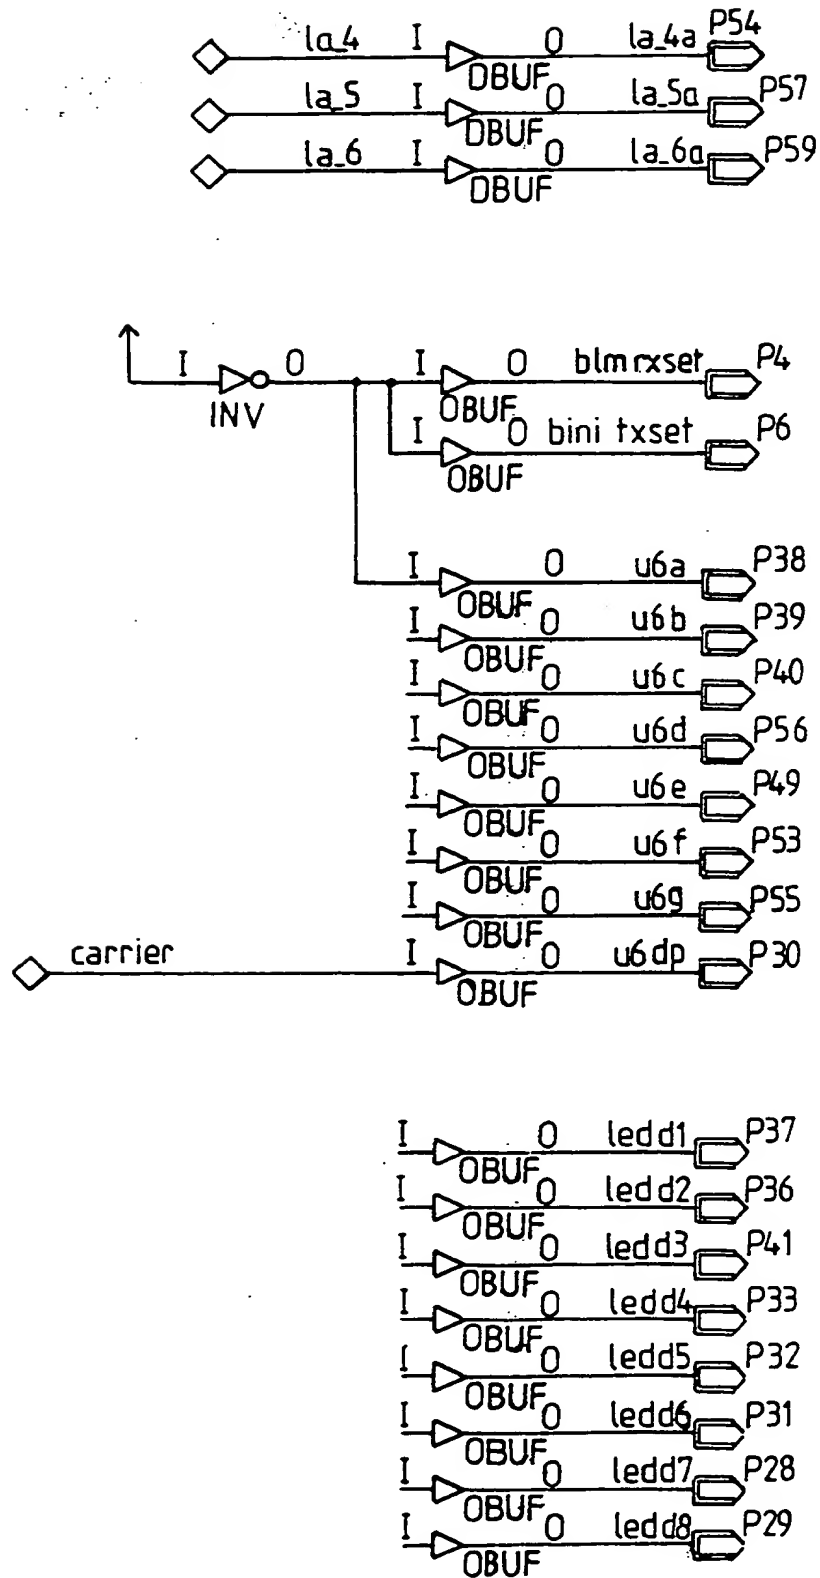 la_4 I O la_4a P54
OBUF
la_5 I O la_5a P57
OBUF
la_6 I O la_6a P59
OBUF
I O I O blmrxset P4
INV OBUF
I O bini txset P6
OBUF
I O u6a P38
OBUF
I O u6b P39
OBUF
I O u6c P40
OBUF
I O u6d P56
OBUF
I O u6e P49
OBUF
I O u6f P53
OBUF
I O u6g P55
OBUF
carrier I O u6dp P30
OBUF
I O ledd1 P37
OBUF
I O ledd2 P36
OBUF
I O ledd3 P41
OBUF
I O ledd4 P33
OBUF
I O ledd5 P32
OBUF
I O ledd6 P31
OBUF
I O ledd7 P28
OBUF
I O ledd8 P29
OBUF